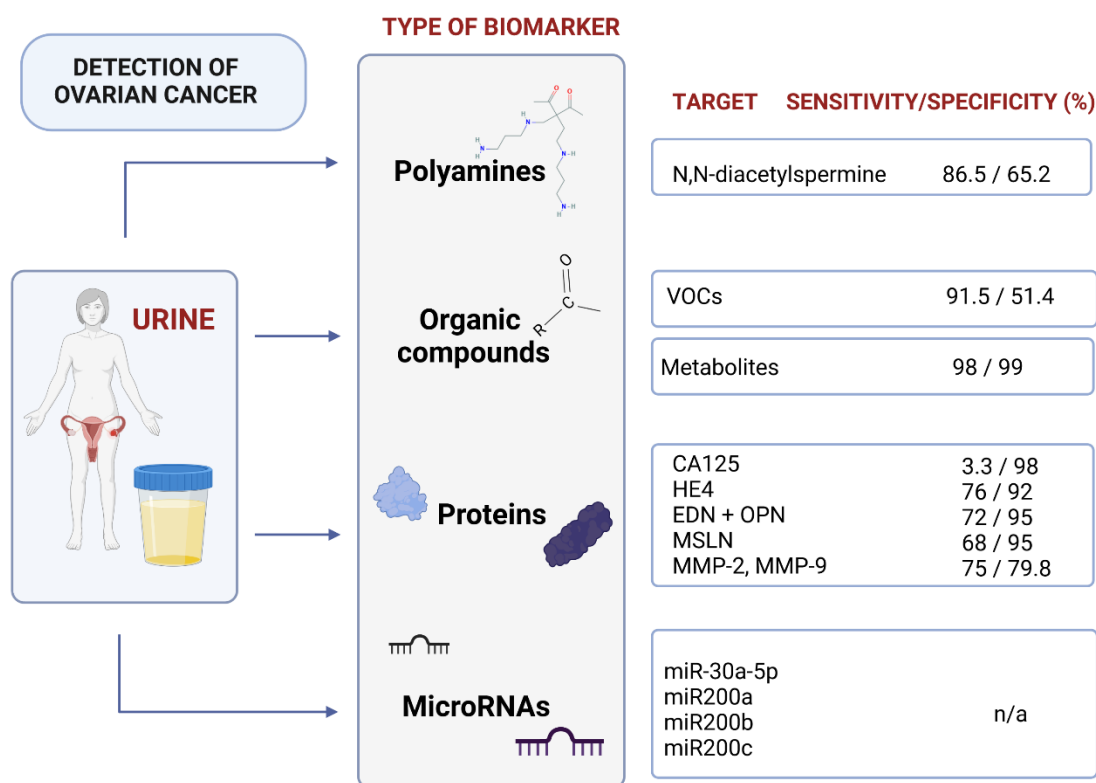 TYPE OF BIOMARKER
DETECTION OF
OVARIAN CANCER
TARGET SENSITIVITY/SPECIFICITY (%)
URINE
Polyamines
O
O
H
N
H
N
H
N-H
N-H
H
N,N-diacetylspermine 86.5 / 65.2
Organic
compounds
O
C
R
VOCs 91.5 / 51.4
Metabolites 98 / 99
Proteins
CA125 3.3 / 98
HE4 76 / 92
EDN + OPN 72 / 95
MSLN 68 / 95
MMP-2, MMP-9 75 / 79.8
MicroRNAs
miR-30a-5p
miR200a
miR200b
miR200c
n/a